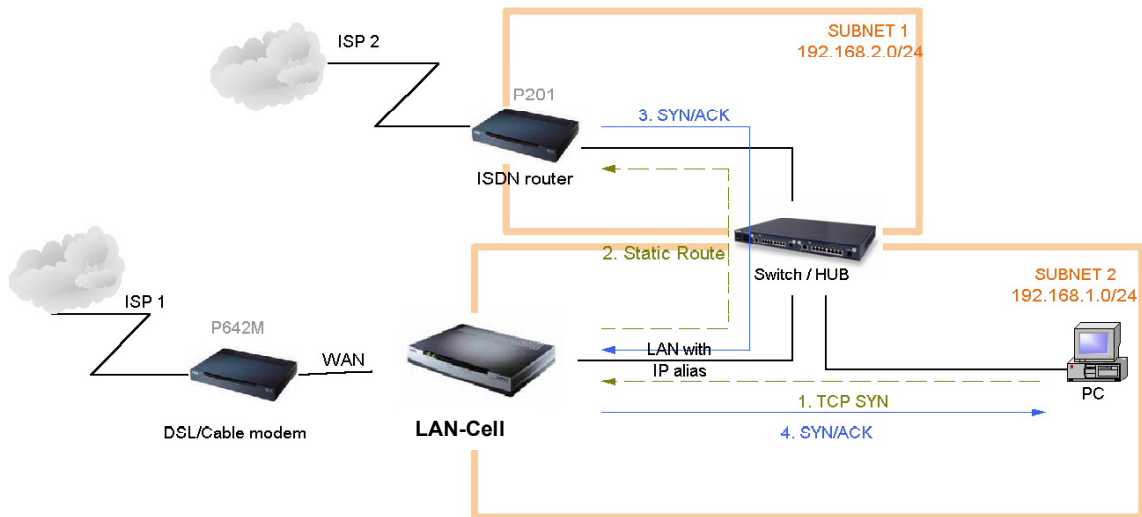 SUBNET 1
192.168.2.0/24
ISP 2
P201
3. SYN/ACK
ISDN router
2. Static Route
Switch / HUB
SUBNET 2
192.168.1.0/24
ISP 1
P642M
WAN
LAN with
IP alias
PC
1. TCP SYN
DSL/Cable modem
LAN-Cell
4. SYN/ACK